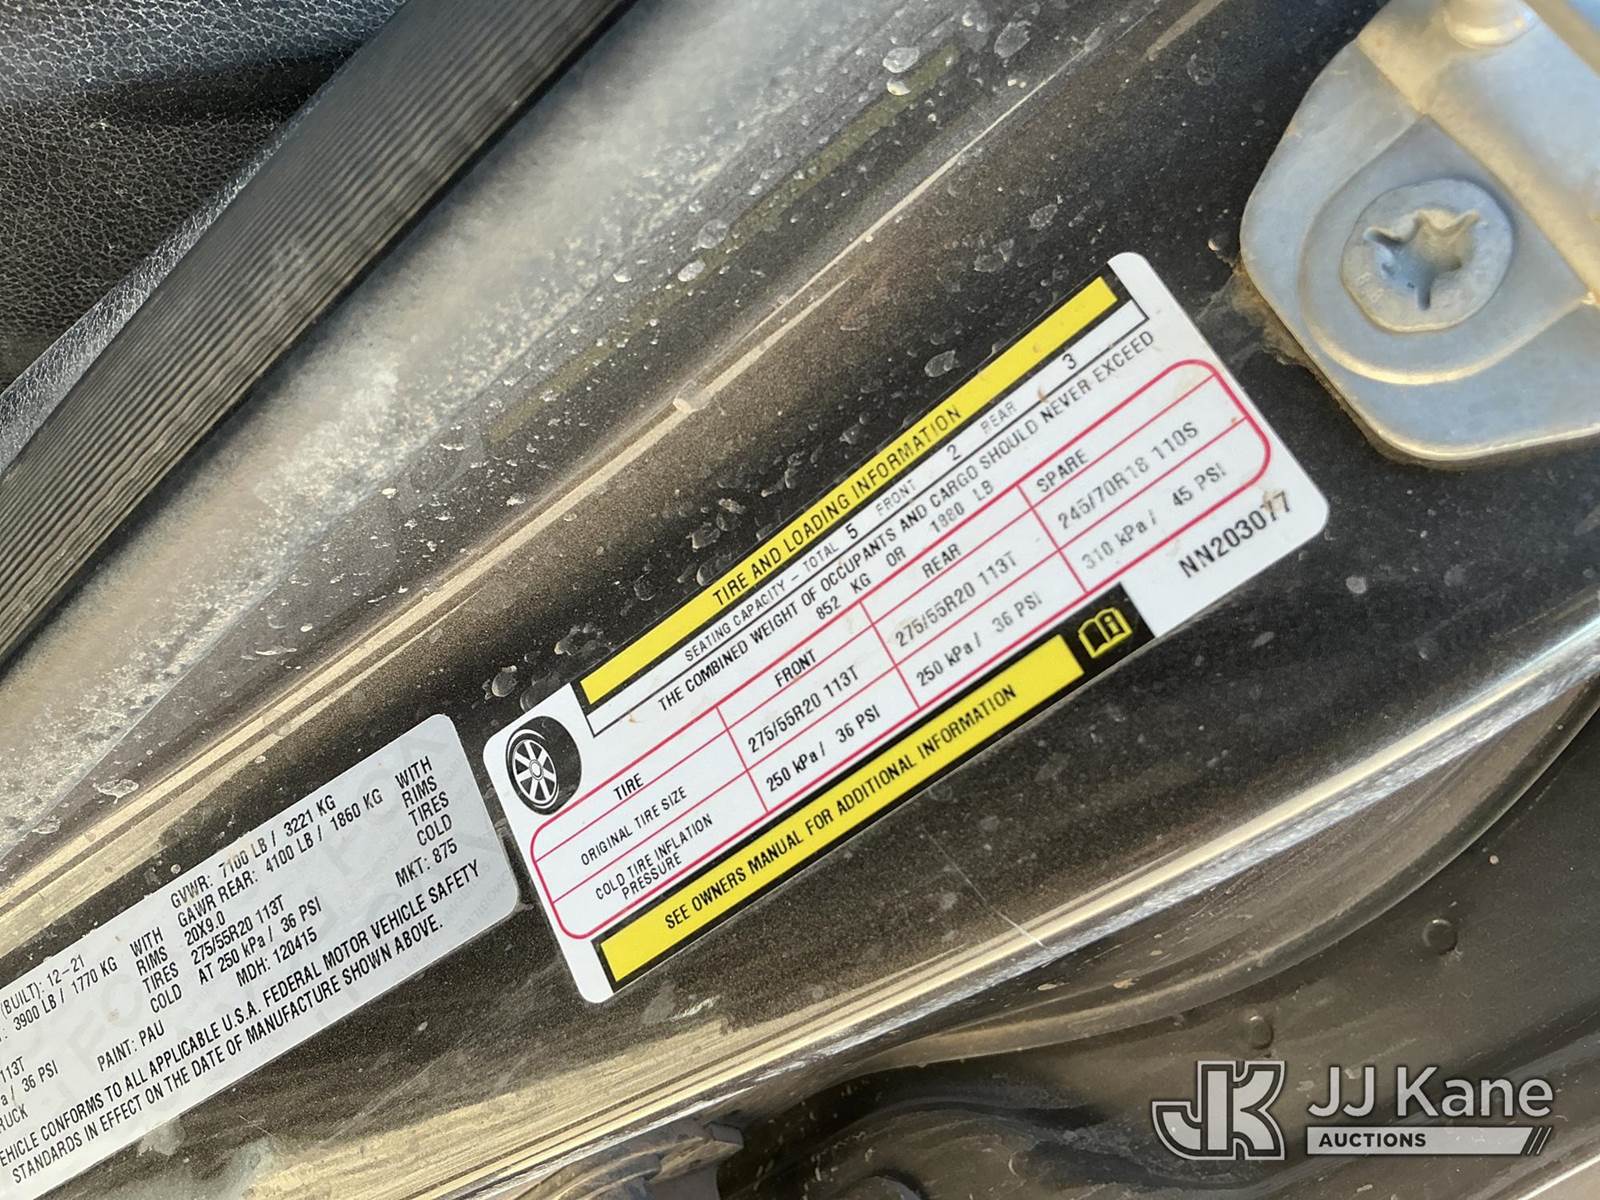 TIRE AND LOADING INFORMATION
SEATING CAPACITY – TOTAL 5 FRONT 2 REAR 3
THE COMBINED WEIGHT OF OCCUPANTS AND CARGO SHOULD NEVER EXCEED
852 KG OR 1880 LB
TIRE FRONT REAR SPARE
ORIGINAL TIRE SIZE 275/55R20 113T 275/55R20 113T 245/70R18 110S
COLD TIRE INFLATION PRESSURE 250 kPa / 36 PSI 250 kPa / 36 PSI 310 kPa / 45 PSI
SEE OWNERS MANUAL FOR ADDITIONAL INFORMATION
NN203077
(BUILT): 12-21 GVWR: 7100 LB / 3221 KG
3900 LB / 1770 KG WITH GAWR REAR: 4100 LB / 1860 KG WITH
RIMS 20X9.0 RIMS
113T TIRES 275/55R20 113T TIRES
/ 36 PSI COLD AT 250 kPa / 36 PSI COLD
PAINT: PAU MDH: 120415 MKT: 875
VEHICLE CONFORMS TO ALL APPLICABLE U.S.A. FEDERAL MOTOR VEHICLE SAFETY
STANDARDS IN EFFECT ON THE DATE OF MANUFACTURE SHOWN ABOVE.
JK JJ Kane
AUCTIONS